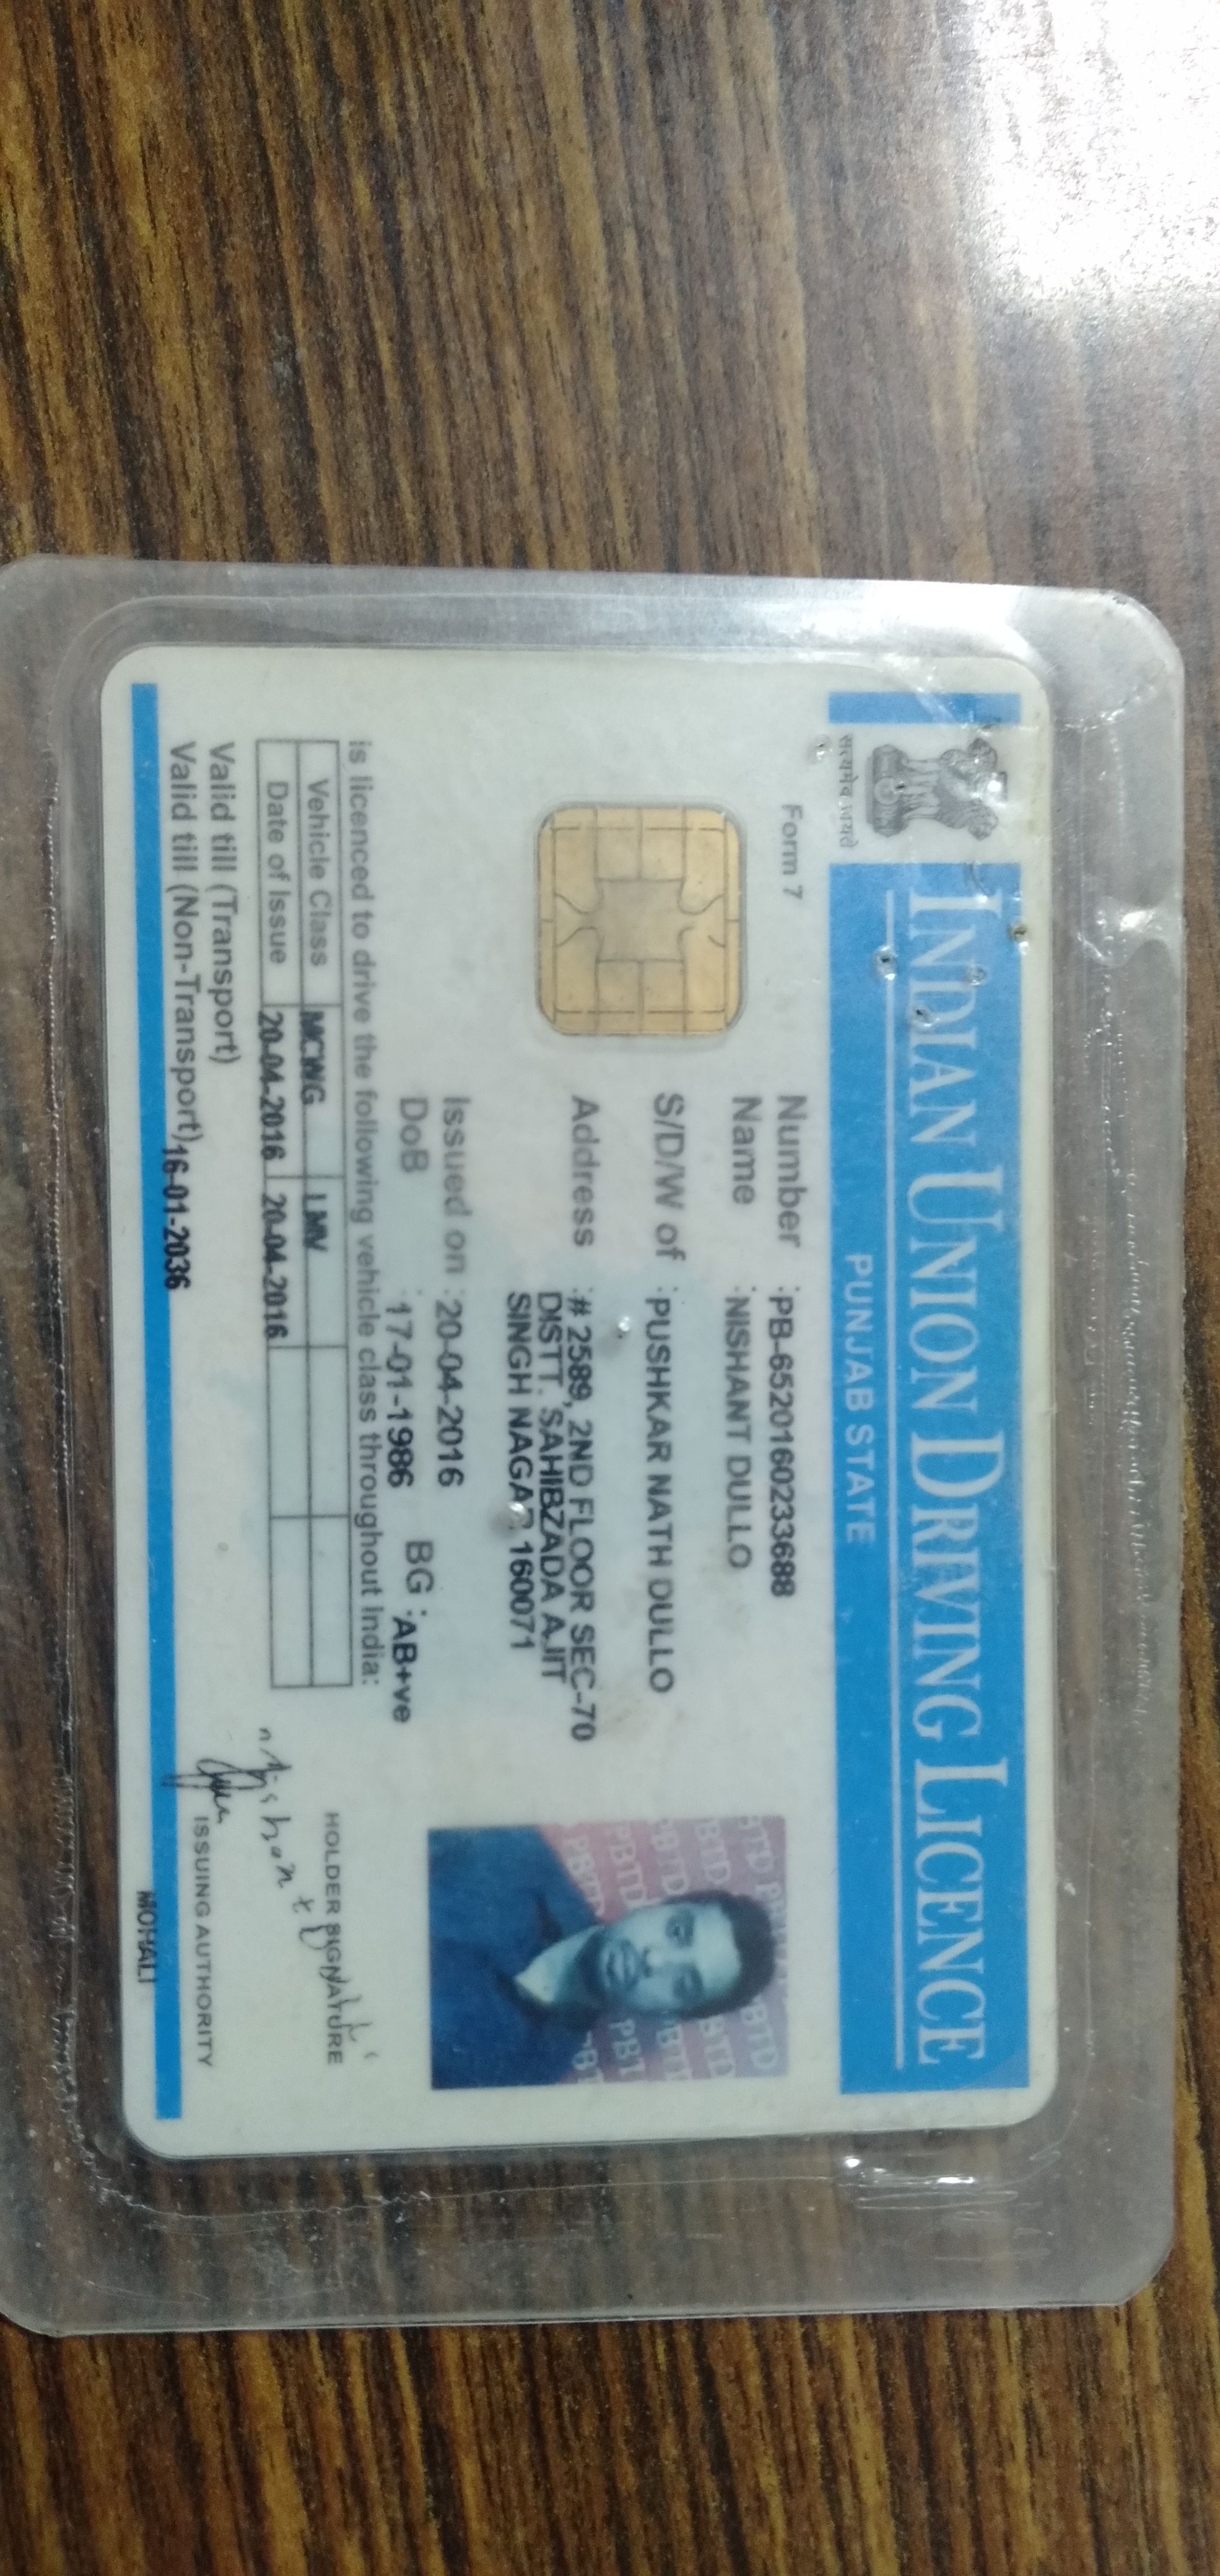 INDIAN UNION DRIVING LICENCE
PUNJAB STATE
सत्यमेव जयते
Form 7
Number :PB-6520160233688
Name :NISHANT DULLO
S/D/W of :PUSHKAR NATH DULLO
Address :# 2589, 2ND FLOOR SEC-70
DISTT. SAHIBZADA AJIT
SINGH NAGAR 160071
Issued on :20-04-2016
DoB :17-01-1986 BG :AB+ve
is licenced to drive the following vehicle class throughout India:
Vehicle Class MCWG LMV
Date of Issue 20-04-2016 20-04-2016
Valid till (Transport)
Valid till (Non-Transport) 16-01-2036
HOLDER SIGNATURE
Nishant
ISSUING AUTHORITY
MOHALI